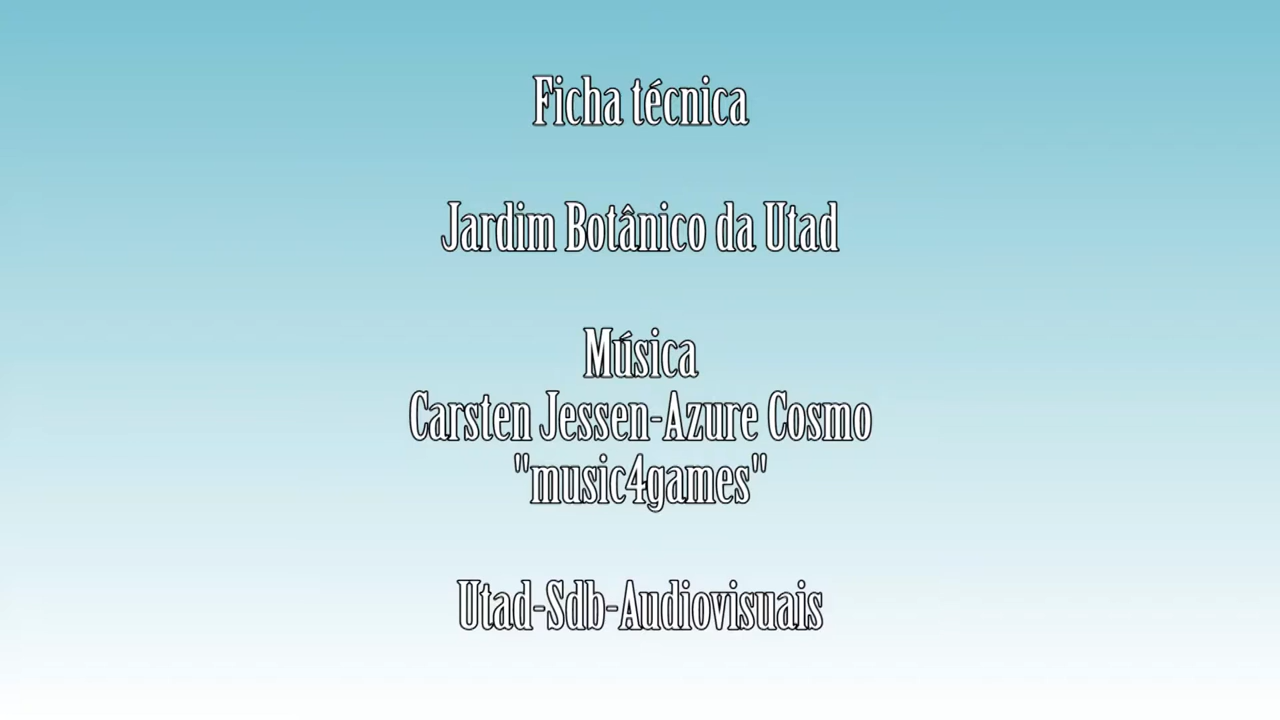 Ficha técnica
Jardim Botânico da Utad
Música
Carsten Jessen-Azure Cosmo
"music4games"
Utad-Sdb-Audiovisuais